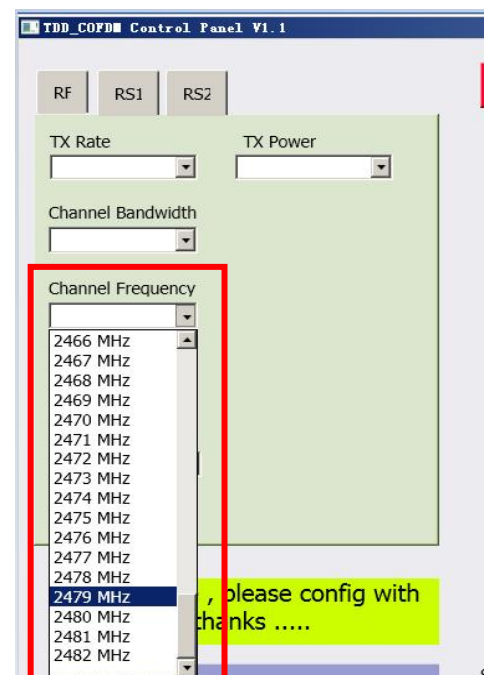 TDD_COFDM Control Panel V1.1
RF RS1 RS2
TX Rate TX Power
Channel Bandwidth
Channel Frequency
2466 MHz
2467 MHz
2468 MHz
2469 MHz
2470 MHz
2471 MHz
2472 MHz
2473 MHz
2474 MHz
2475 MHz
2476 MHz
2477 MHz
2478 MHz
2479 MHz
2480 MHz
2481 MHz
2482 MHz
, please config with
thanks .....